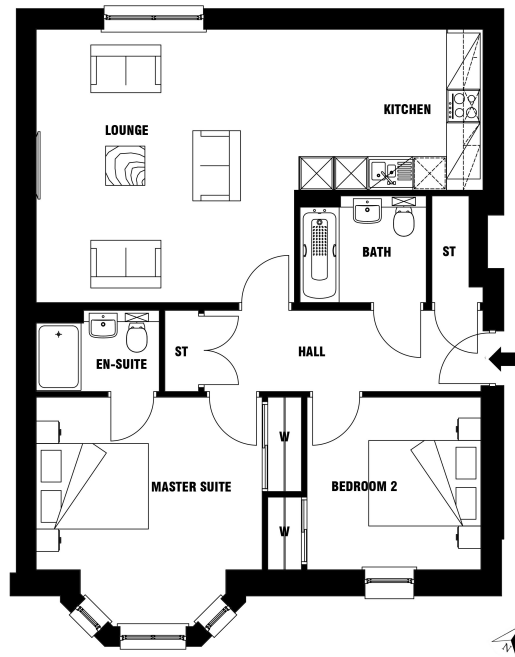 KITCHEN
LOUNGE
BATH
ST
ST
HALL
EN-SUITE
W
MASTER SUITE
BEDROOM 2
W
N